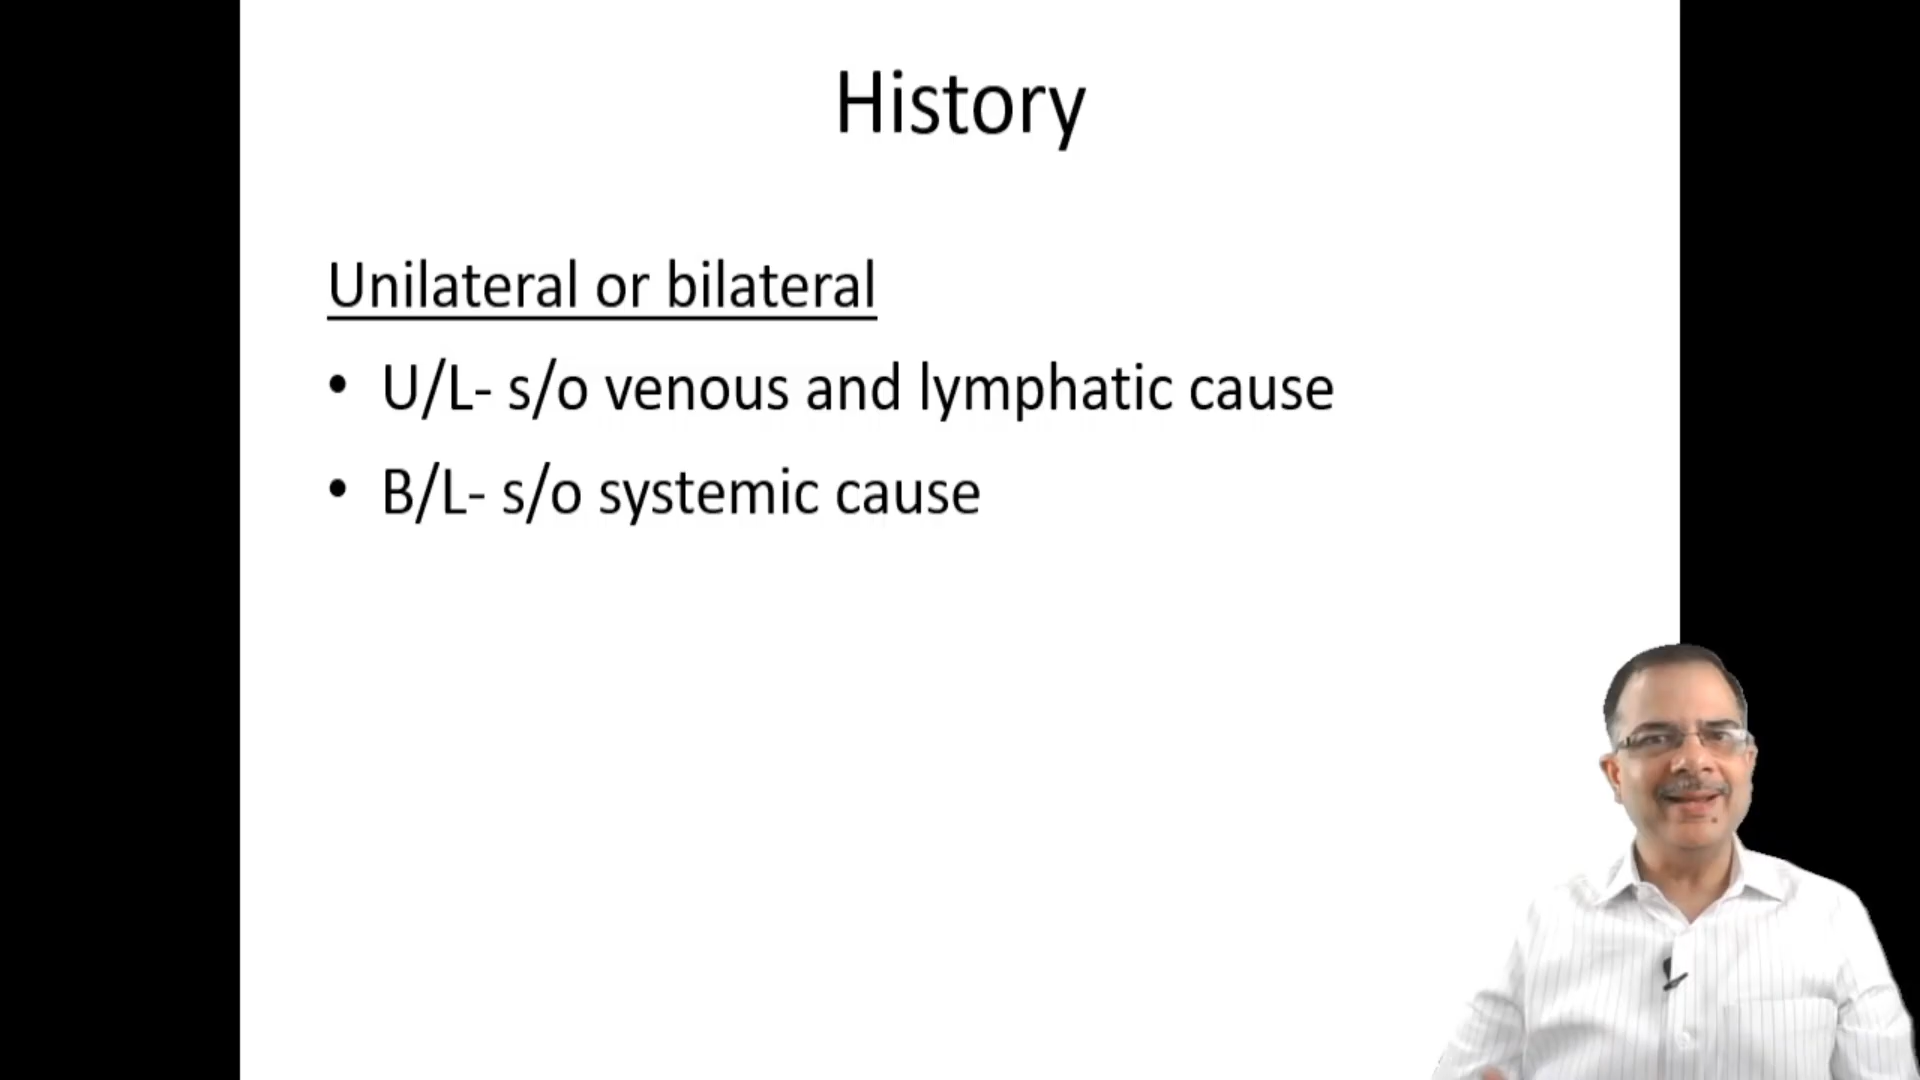 History
Unilateral or bilateral
• U/L- s/o venous and lymphatic cause
• B/L- s/o systemic cause